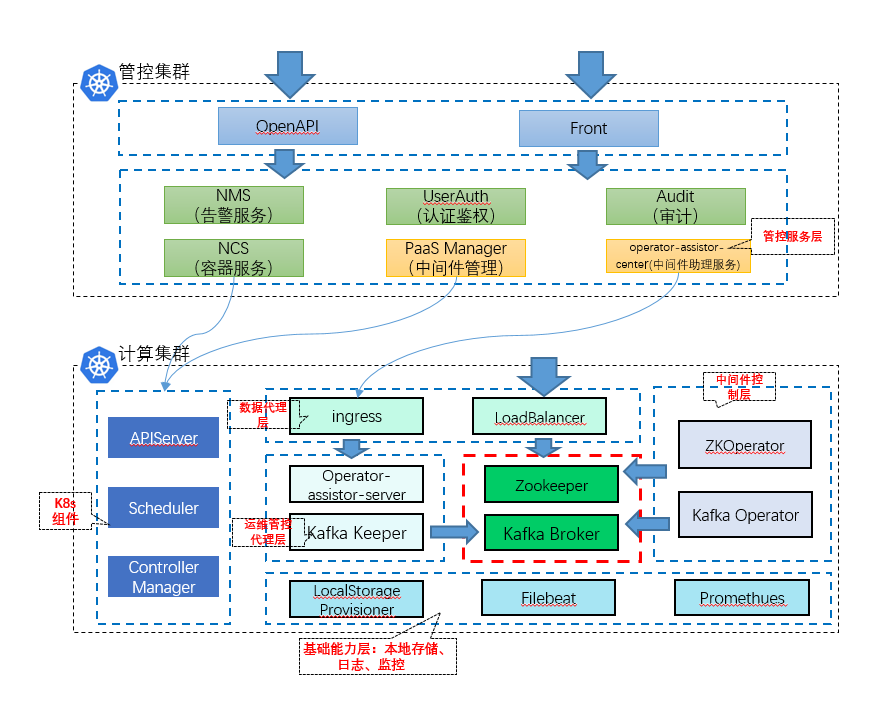 管控集群
OpenAPI
Front
NMS
（告警服务）
UserAuth
（认证鉴权）
Audit
（审计）
NCS
（容器服务）
PaaS Manager
（中间件管理）
operator-assistor-
center(中间件助理服务)
管控服务层
计算集群
APIServer
Scheduler
Controller
Manager
K8s
组件
数据代理
层
ingress
LoadBalancer
中间件控
制层
Operator-
assistor-server
Kafka Keeper
运维管控
代理层
Zookeeper
Kafka Broker
ZKOperator
Kafka Operator
LocalStorage
Provisioner
Filebeat
Promethues
基础能力层：本地存储、
日志、监控